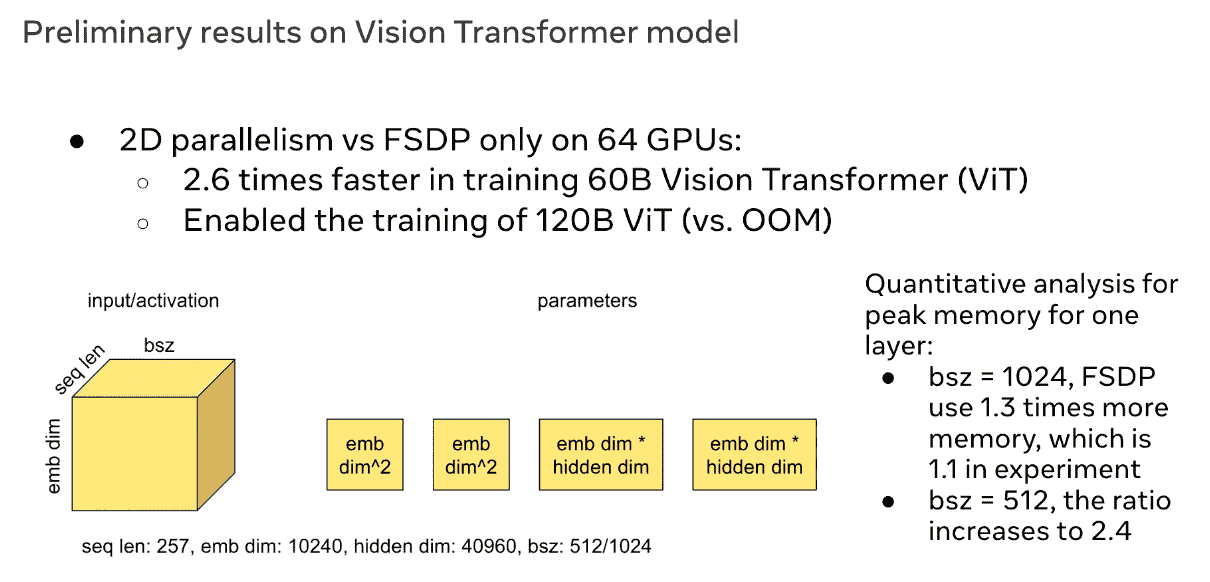 Preliminary results on Vision Transformer model
● 2D parallelism vs FSDP only on 64 GPUs:
○ 2.6 times faster in training 60B Vision Transformer (ViT)
○ Enabled the training of 120B ViT (vs. OOM)
input/activation
bsz
seq len
emb dim
parameters
emb
dim^2
emb
dim^2
emb dim *
hidden dim
emb dim *
hidden dim
seq len: 257, emb dim: 10240, hidden dim: 40960, bsz: 512/1024
Quantitative analysis for
peak memory for one
layer:
● bsz = 1024, FSDP
use 1.3 times more
memory, which is
1.1 in experiment
● bsz = 512, the ratio
increases to 2.4